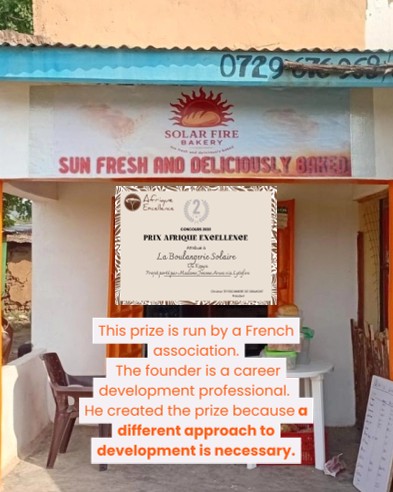 0729
SOLAR FIRE
BAKERY
SUN FRESH AND DELICIOUSLY BAKED
Afrique
Excellence
2
PRIX AFRIQUE EXCELLENCE
La Boulangerie Solaire
This prize is run by a French
association.
The founder is a career
development professional.
He created the prize because a
different approach to
development is necessary.